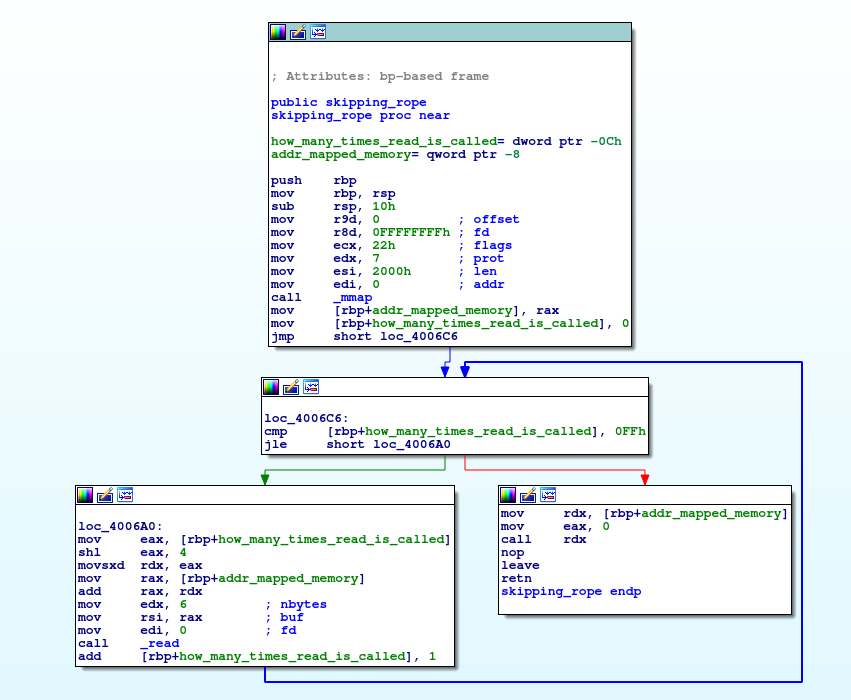 ; Attributes: bp-based frame
public skipping_rope
skipping_rope proc near
how_many_times_read_is_called= dword ptr -0Ch
addr_mapped_memory= qword ptr -8
push rbp
mov rbp, rsp
sub rsp, 10h
mov r9d, 0 ; offset
mov r8d, 0FFFFFFFFh ; fd
mov ecx, 22h ; flags
mov edx, 7 ; prot
mov esi, 2000h ; len
mov edi, 0 ; addr
call _mmap
mov [rbp+addr_mapped_memory], rax
mov [rbp+how_many_times_read_is_called], 0
jmp short loc_4006C6
loc_4006C6:
cmp [rbp+how_many_times_read_is_called], 0FFh
jle short loc_4006A0
loc_4006A0:
mov eax, [rbp+how_many_times_read_is_called]
shl eax, 4
movsxd rdx, eax
mov rax, [rbp+addr_mapped_memory]
add rax, rdx
mov edx, 6 ; nbytes
mov rsi, rax ; buf
mov edi, 0 ; fd
call _read
add [rbp+how_many_times_read_is_called], 1
mov rdx, [rbp+addr_mapped_memory]
mov eax, 0
call rdx
nop
leave
retn
skipping_rope endp